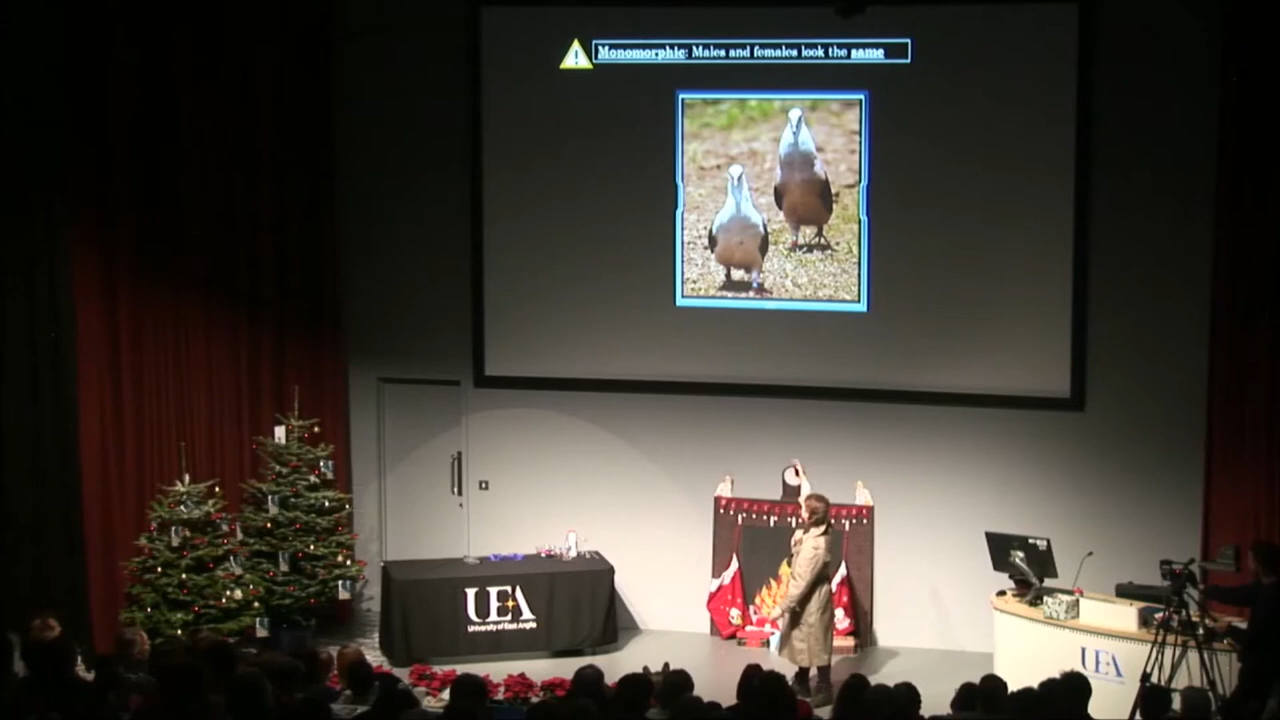 Monomorphic: Males and females look the same
UEA
University of East Anglia
UEA